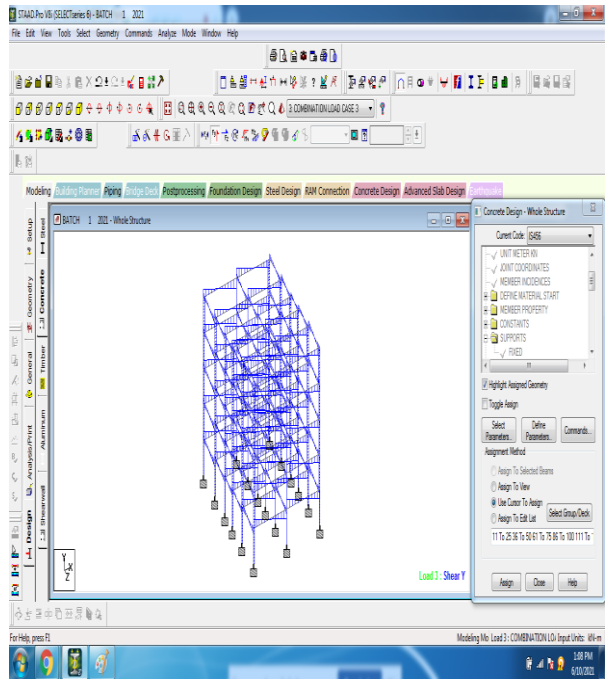 STAAD.Pro V8i (SELECTseries 6) - BATCH 1 2021
File Edit View Tools Select Geometry Commands Analyze Mode Window Help
3:COMBINATION LOAD CASE 3
Modeling Building Planner Piping Bridge Deck Postprocessing Foundation Design Steel Design RAM Connection Concrete Design Advanced Slab Design Earthquake
Setup
Geometry
General
Analysis/Print
Design
Steel
Concrete
Timber
Aluminum
Shearwall
BATCH 1 2021 - Whole Structure
Y
X
Z
Load 3 : Shear Y
Concrete Design - Whole Structure
Current Code: IS456
UNIT METER KN
JOINT COORDINATES
MEMBER INCIDENCES
DEFINE MATERIAL START
MEMBER PROPERTY
CONSTANTS
SUPPORTS
FIXED
Highlight Assigned Geometry
Toggle Assign
Select Parameters...
Define Parameters...
Commands...
Assignment Method
Assign To Selected Beams
Assign To View
Use Cursor To Assign
Assign To Edit List
Select Group/Deck
11 To 25 36 To 50 61 To 75 86 To 100 111 To
Assign Close Help
For Help, press F1
Modeling Mo Load 3 : COMBINATION LO Input Units: kN-m
1:08 PM
6/10/2021